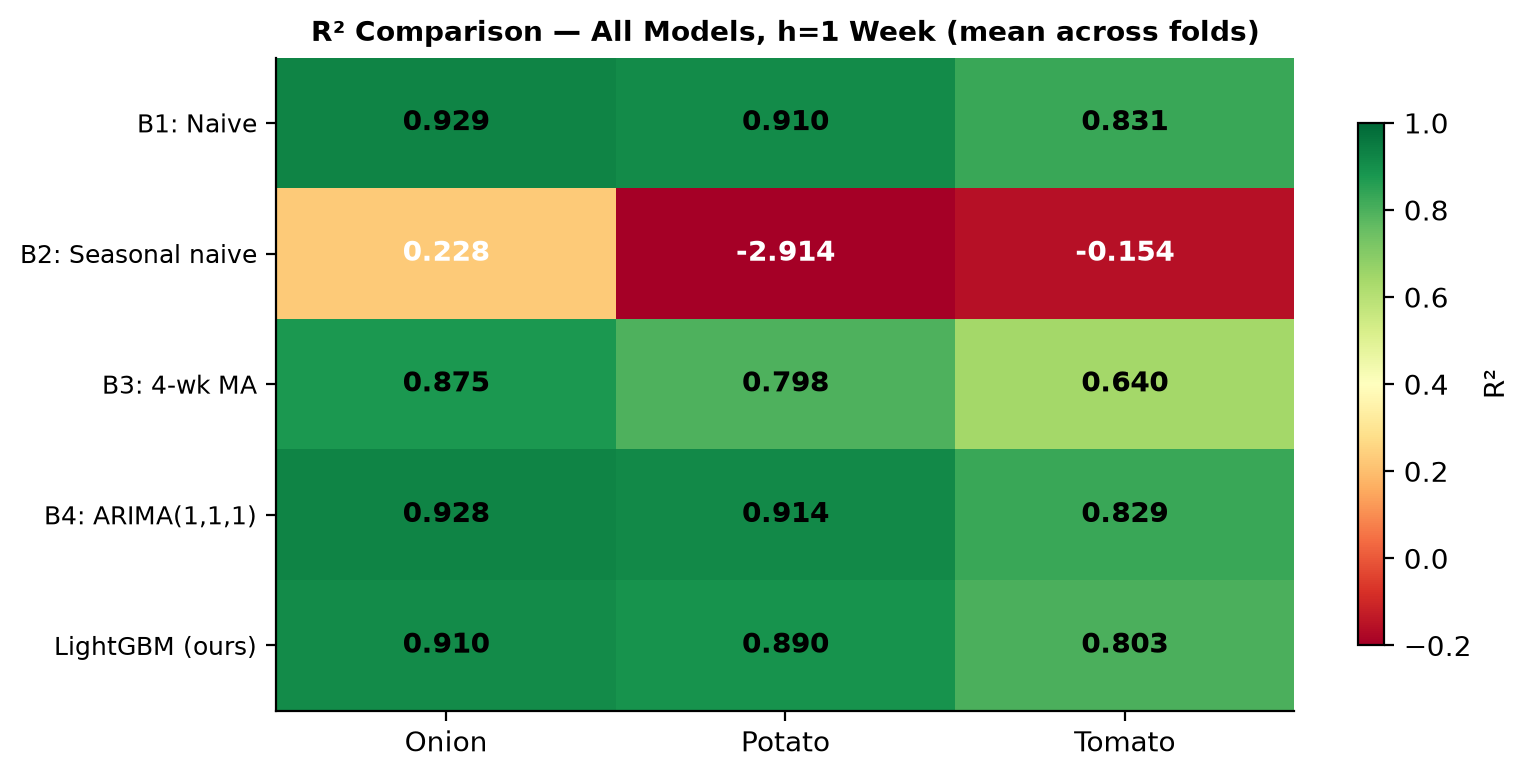 R² Comparison — All Models, h=1 Week (mean across folds)
B1: Naive 0.929 0.910 0.831
B2: Seasonal naive 0.228 -2.914 -0.154
B3: 4-wk MA 0.875 0.798 0.640
B4: ARIMA(1,1,1) 0.928 0.914 0.829
LightGBM (ours) 0.910 0.890 0.803
Onion Potato Tomato
1.0
0.8
0.6
0.4
0.2
0.0
−0.2
R²